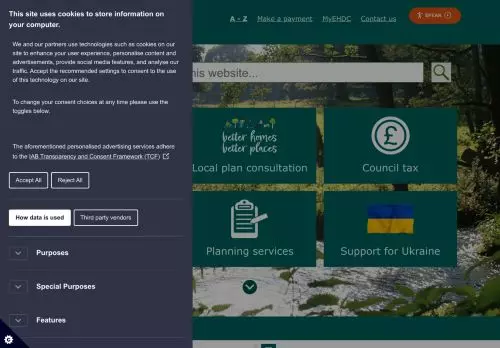 This site uses cookies to store information on
your computer.
We and our partners use technologies such as cookies on our
site to enhance your user experience, personalise content and
advertisements, provide social media features, and analyse our
traffic. Accept the recommended settings to consent to the use
of this technology on our site.
To change your consent choices at any time please use the
toggles below.
The aforementioned personalised advertising services adhere
to the IAB Transparency and Consent Framework (TCF)
Accept All
Reject All
How data is used
Third party vendors
Purposes
Special Purposes
Features
A - Z
Make a payment
MyEHDC
Contact us
SPEAK
his website...
better homes
better places
Local plan consultation
Council tax
Planning services
Support for Ukraine